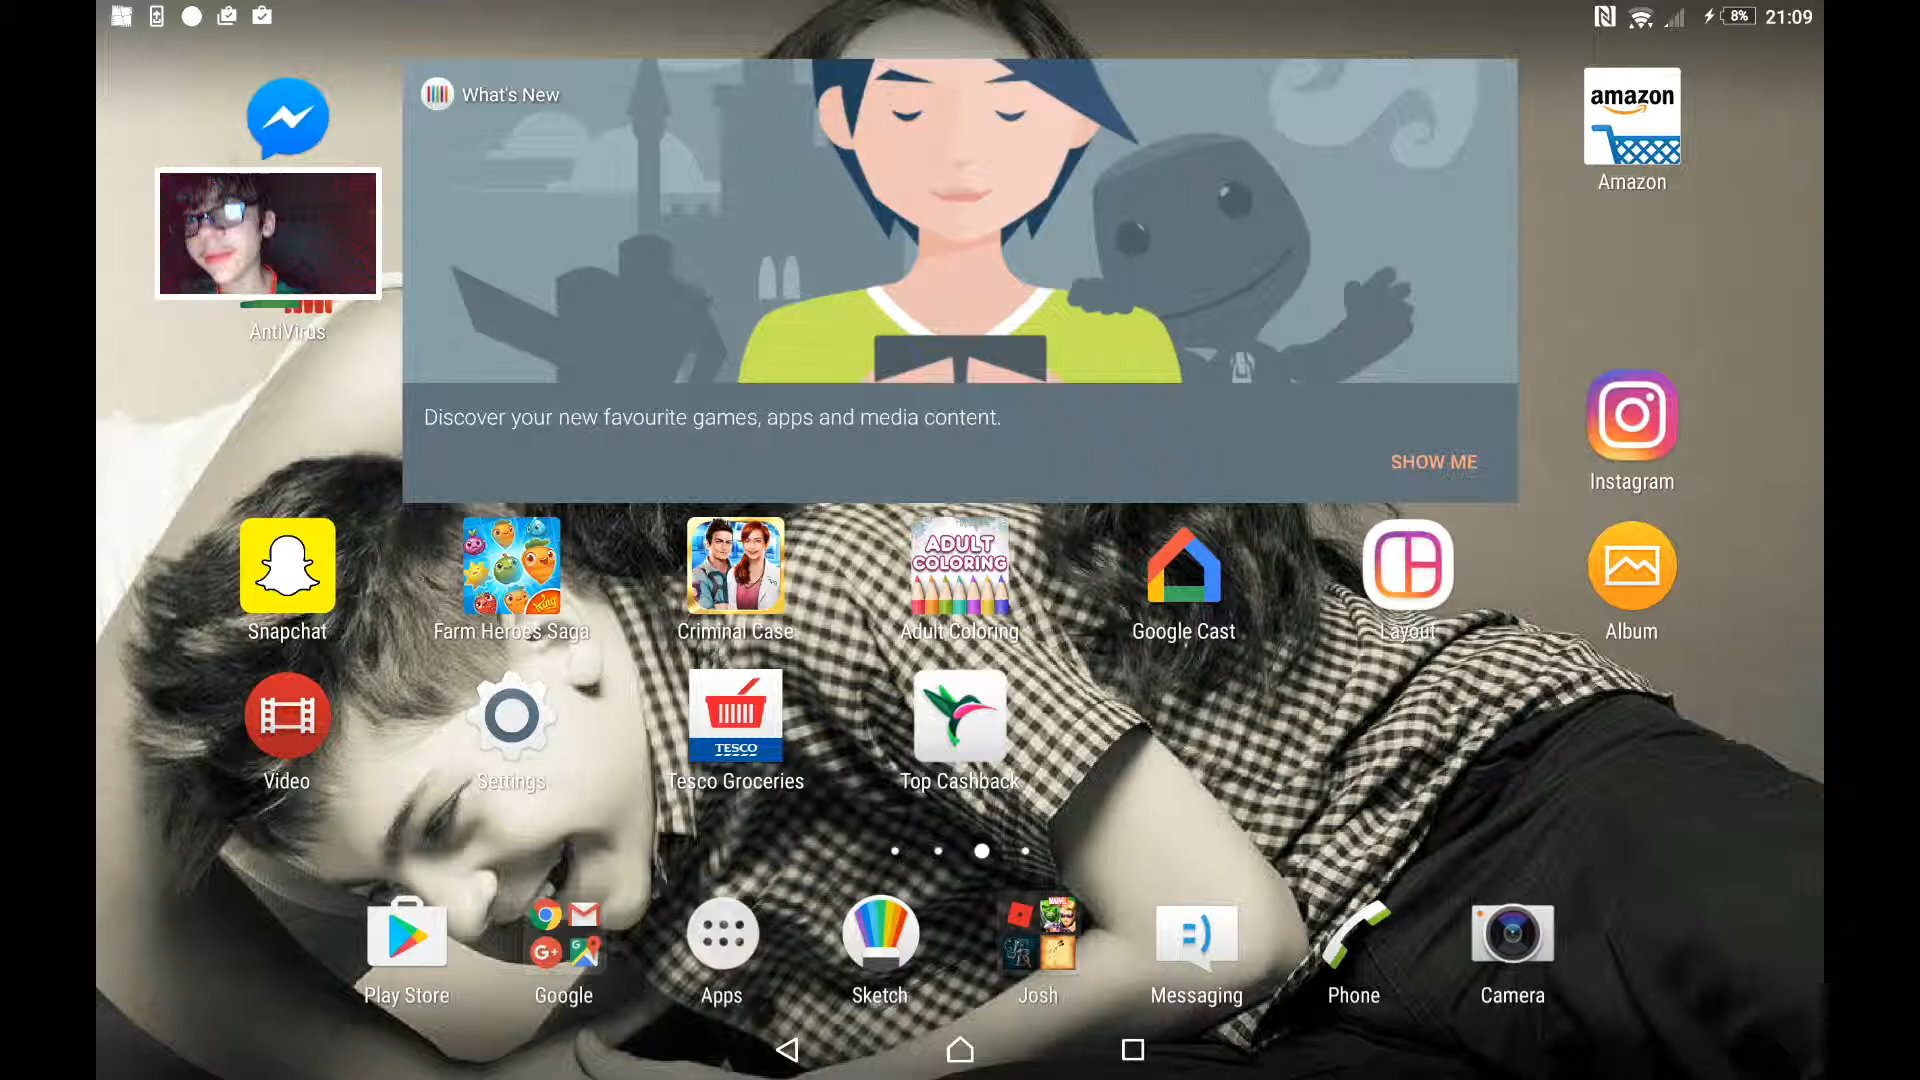 8%
21:09
What's New
amazon
Amazon
AntiVirus
Discover your new favourite games, apps and media content.
SHOW ME
Instagram
ADULT
COLORING
King
Snapchat
Farm Heroes Saga
Criminal Case
Adult Coloring
Google Cast
Layout
Album
TESCO
Video
Settings
Tesco Groceries
Top Cashback
MARVEL
G+
Play Store
Google
Apps
Sketch
Josh
Messaging
Phone
Camera